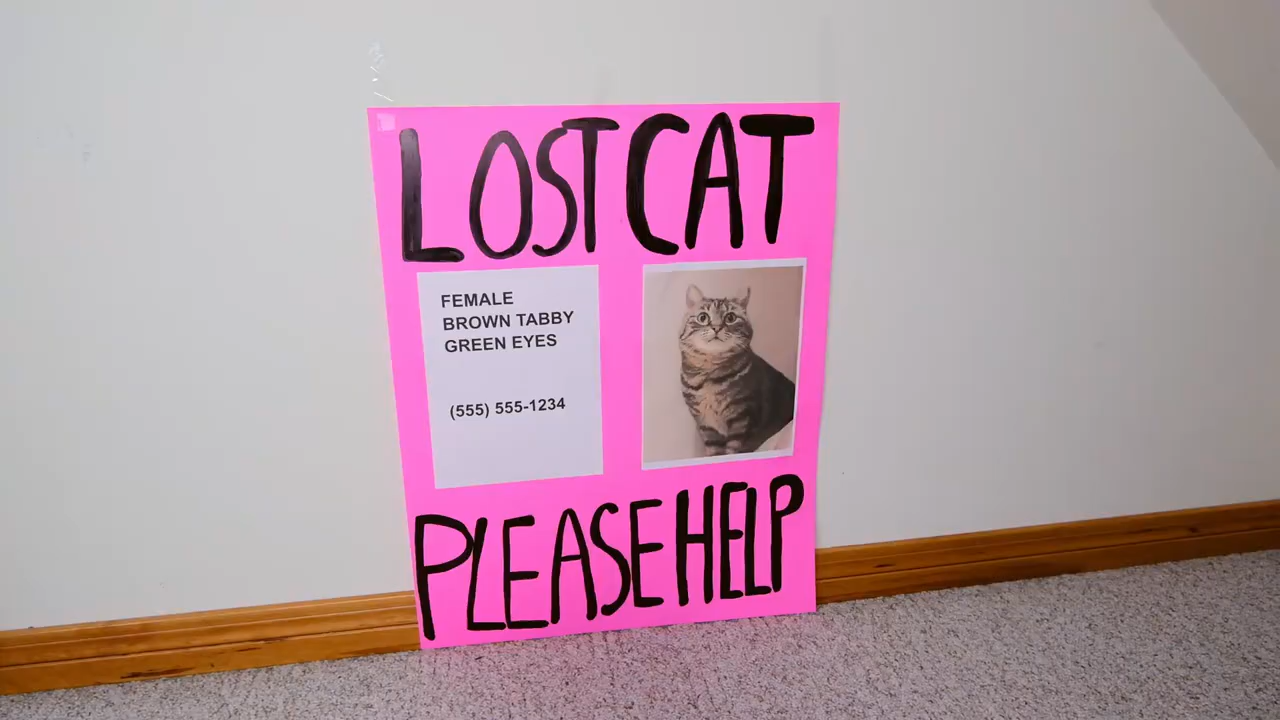 LOST CAT
FEMALE
BROWN TABBY
GREEN EYES
(555) 555-1234
PLEASE HELP